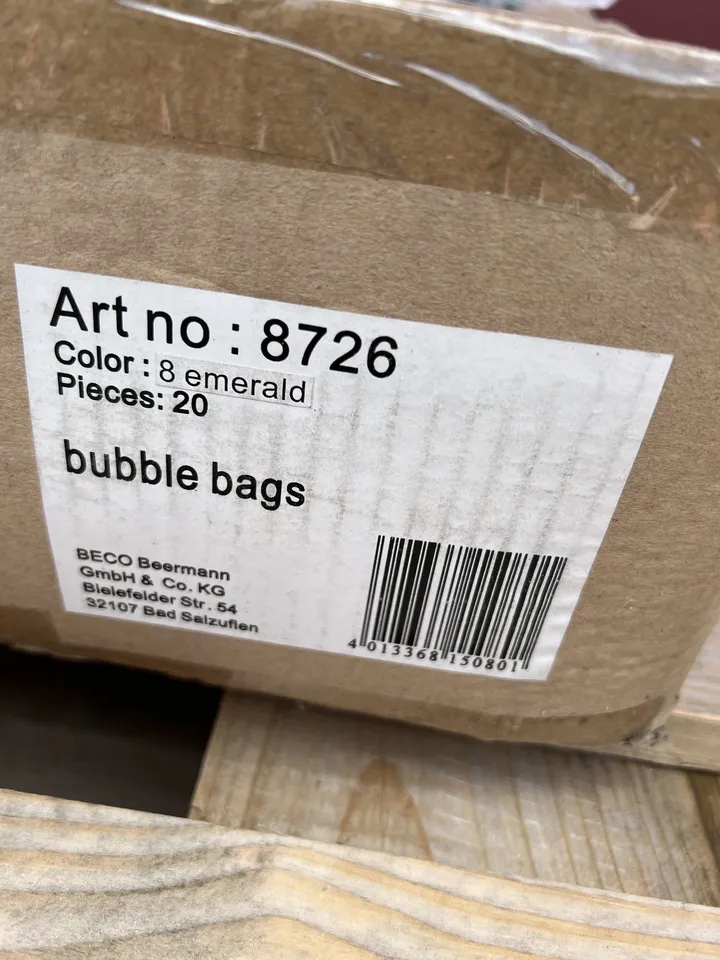 Art no : 8726
Color : 8 emerald
Pieces: 20
bubble bags
BECO Beermann
GmbH & Co. KG
Bielefelder Str. 54
32107 Bad Salzuflen
4 013368 150801